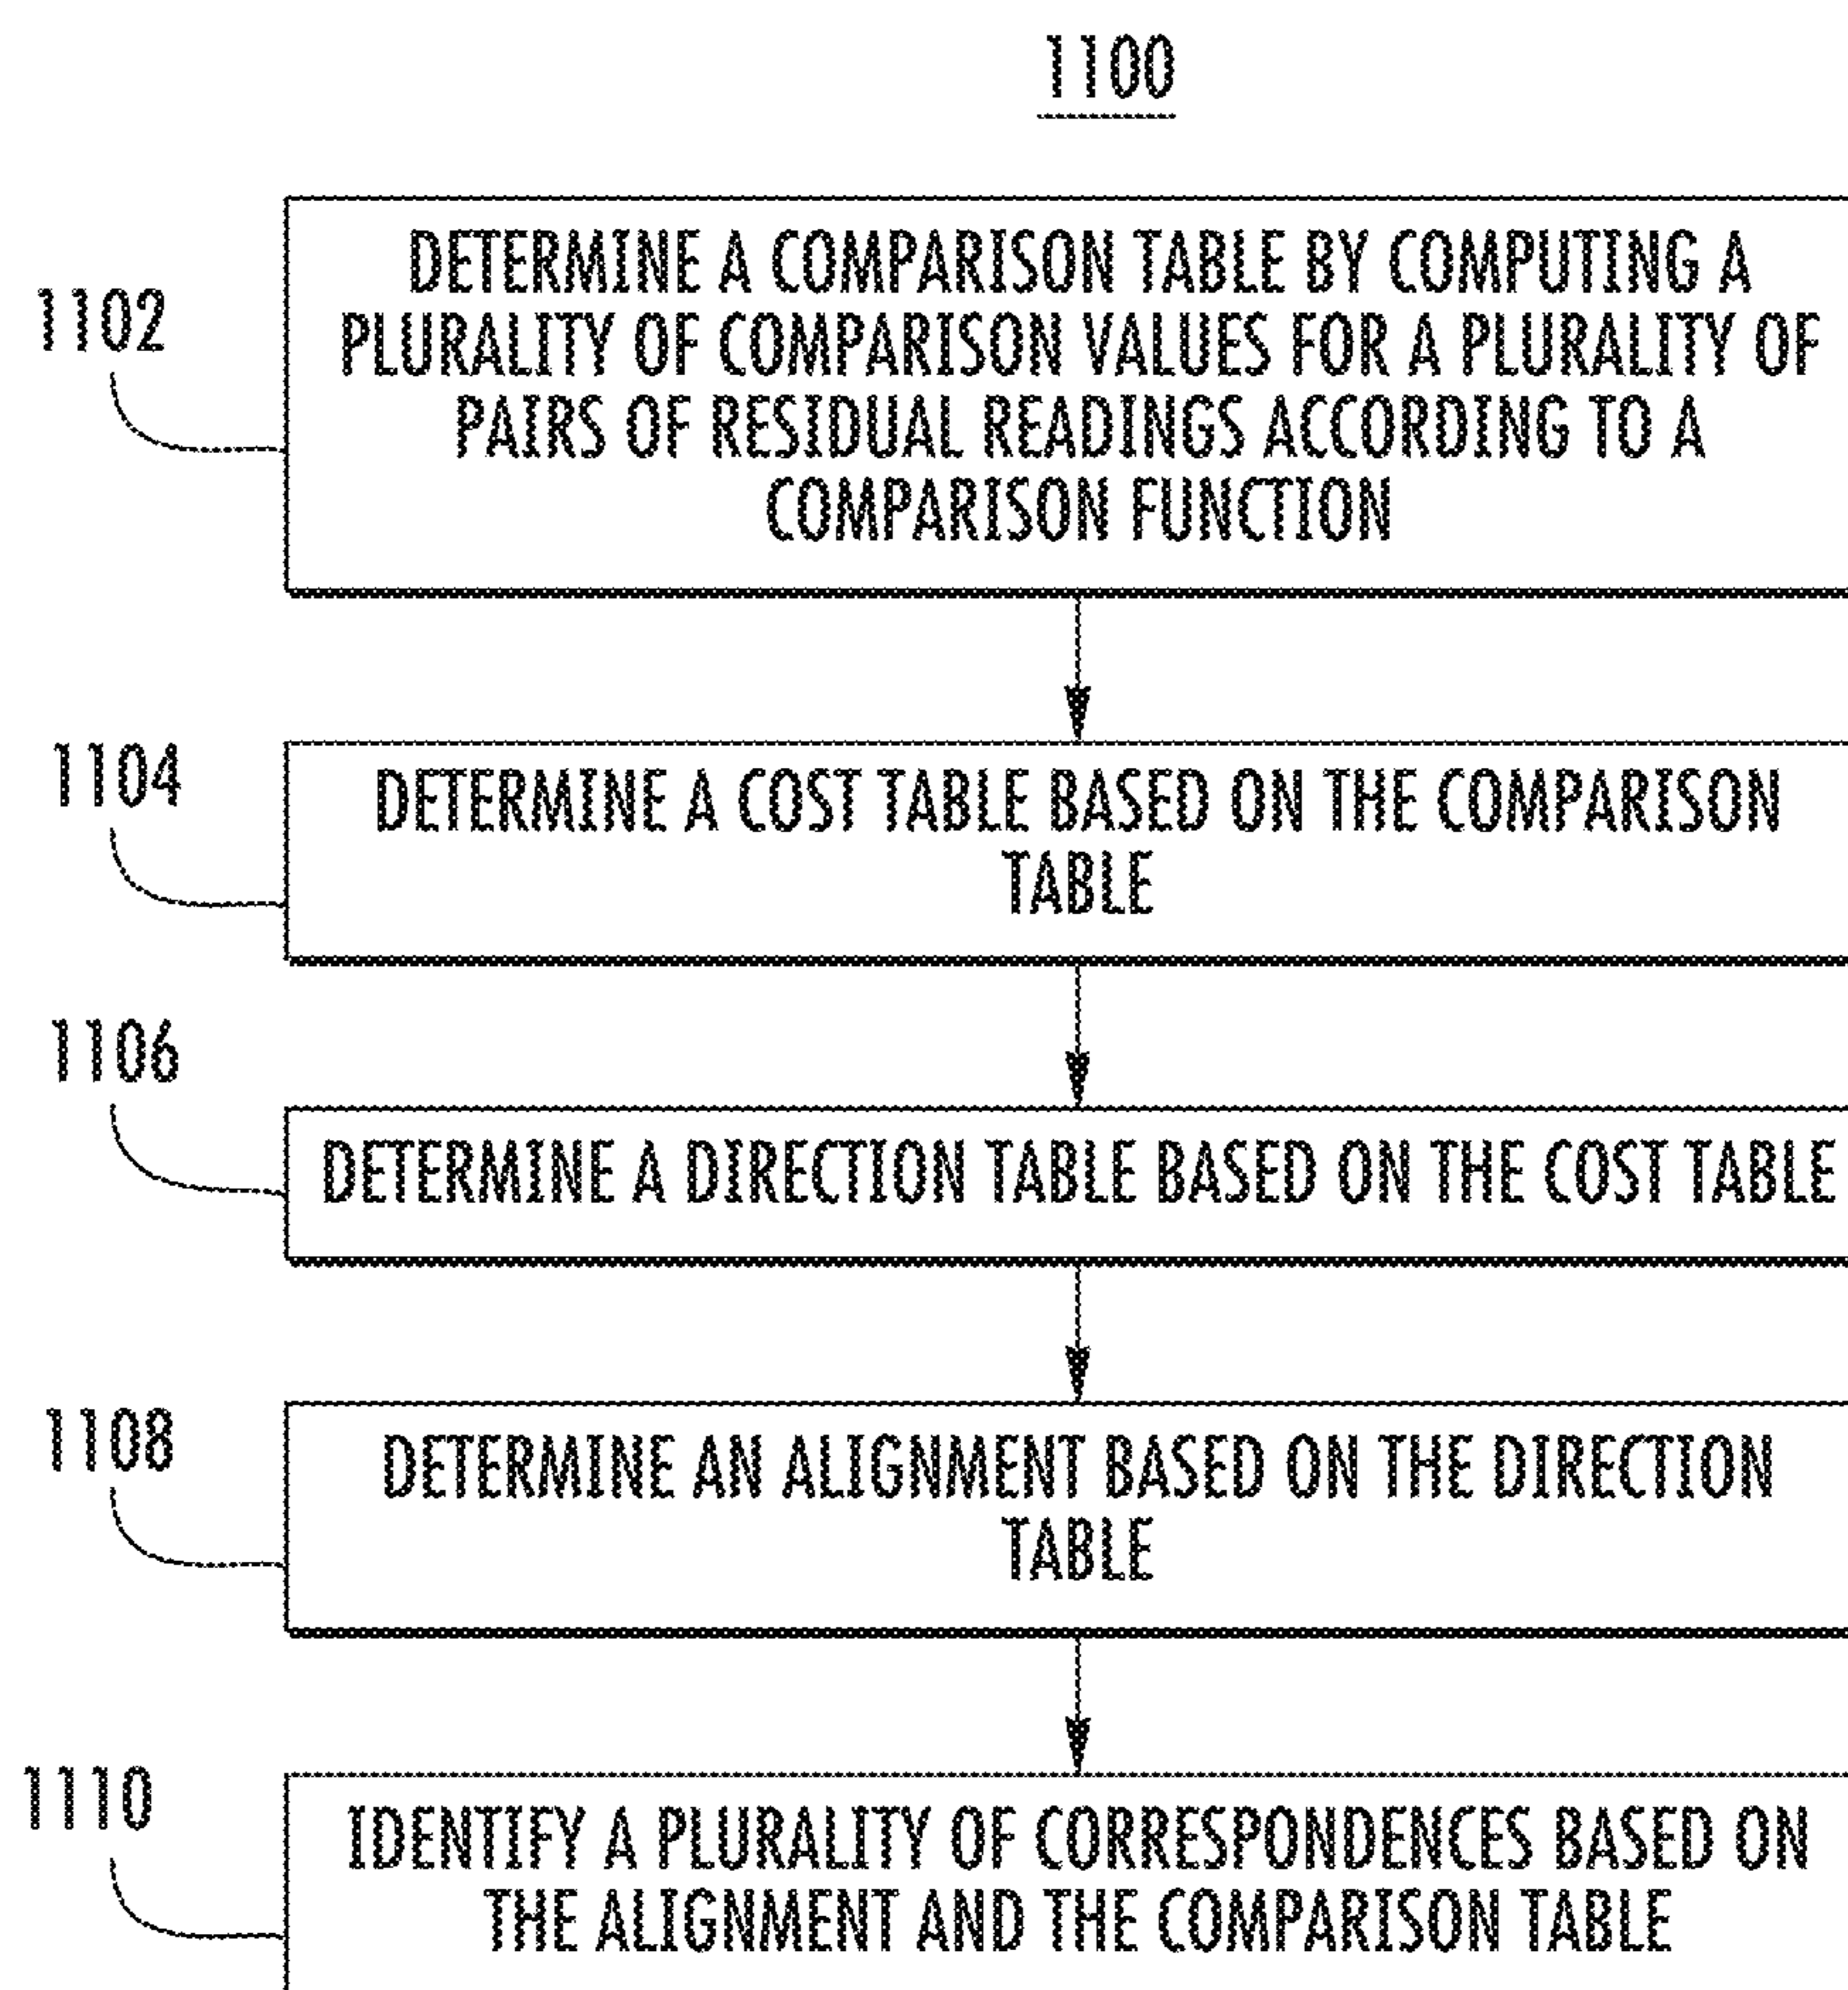 1100
1102
DETERMINE A COMPARISON TABLE BY COMPUTING A
PLURALITY OF COMPARISON VALUES FOR A PLURALITY OF
PAIRS OF RESIDUAL READINGS ACCORDING TO A
COMPARISON FUNCTION
1104
DETERMINE A COST TABLE BASED ON THE COMPARISON
TABLE
1106
DETERMINE A DIRECTION TABLE BASED ON THE COST TABLE
1108
DETERMINE AN ALIGNMENT BASED ON THE DIRECTION
TABLE
1110
IDENTIFY A PLURALITY OF CORRESPONDENCES BASED ON
THE ALIGNMENT AND THE COMPARISON TABLE